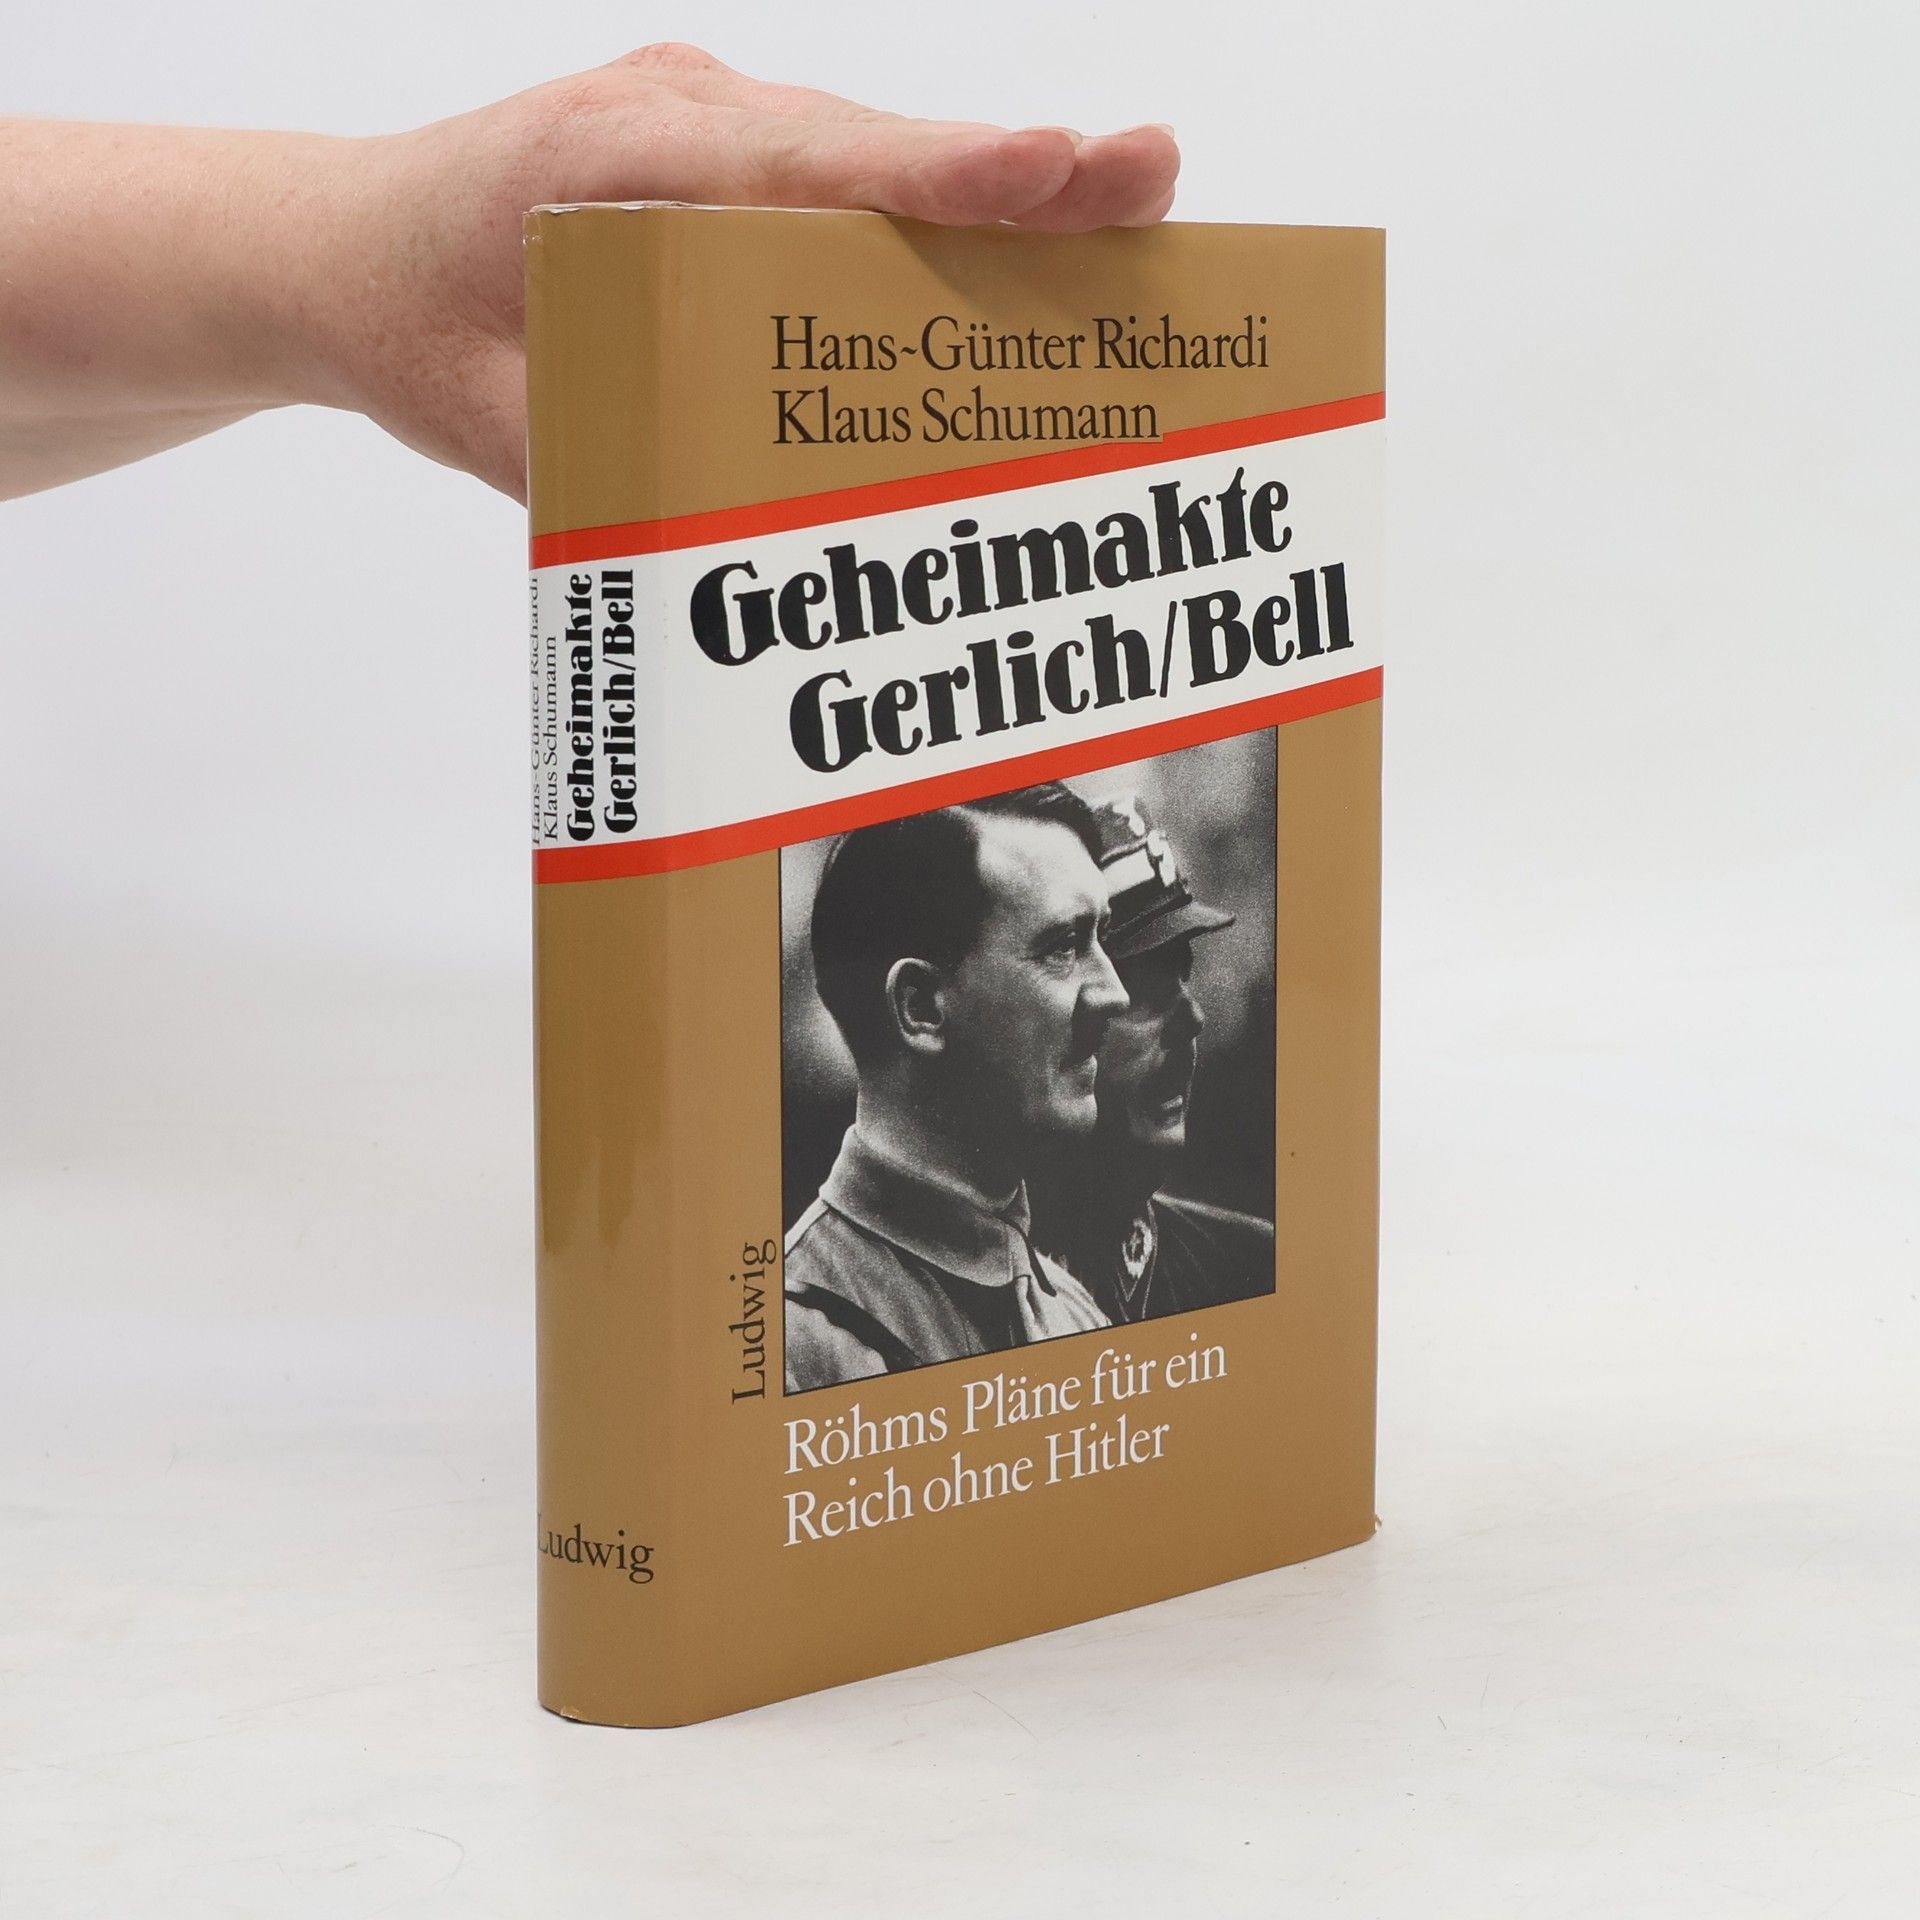 Hans-Günter Richardi
Klaus Schumann
Geheimakte
Gerlich/Bell
Ludwig
Röhms Pläne für ein
Reich ohne Hitler
Hans-Günter Richardi
Klaus Schumann
Geheimakte
Gerlich/Bell
Ludwig